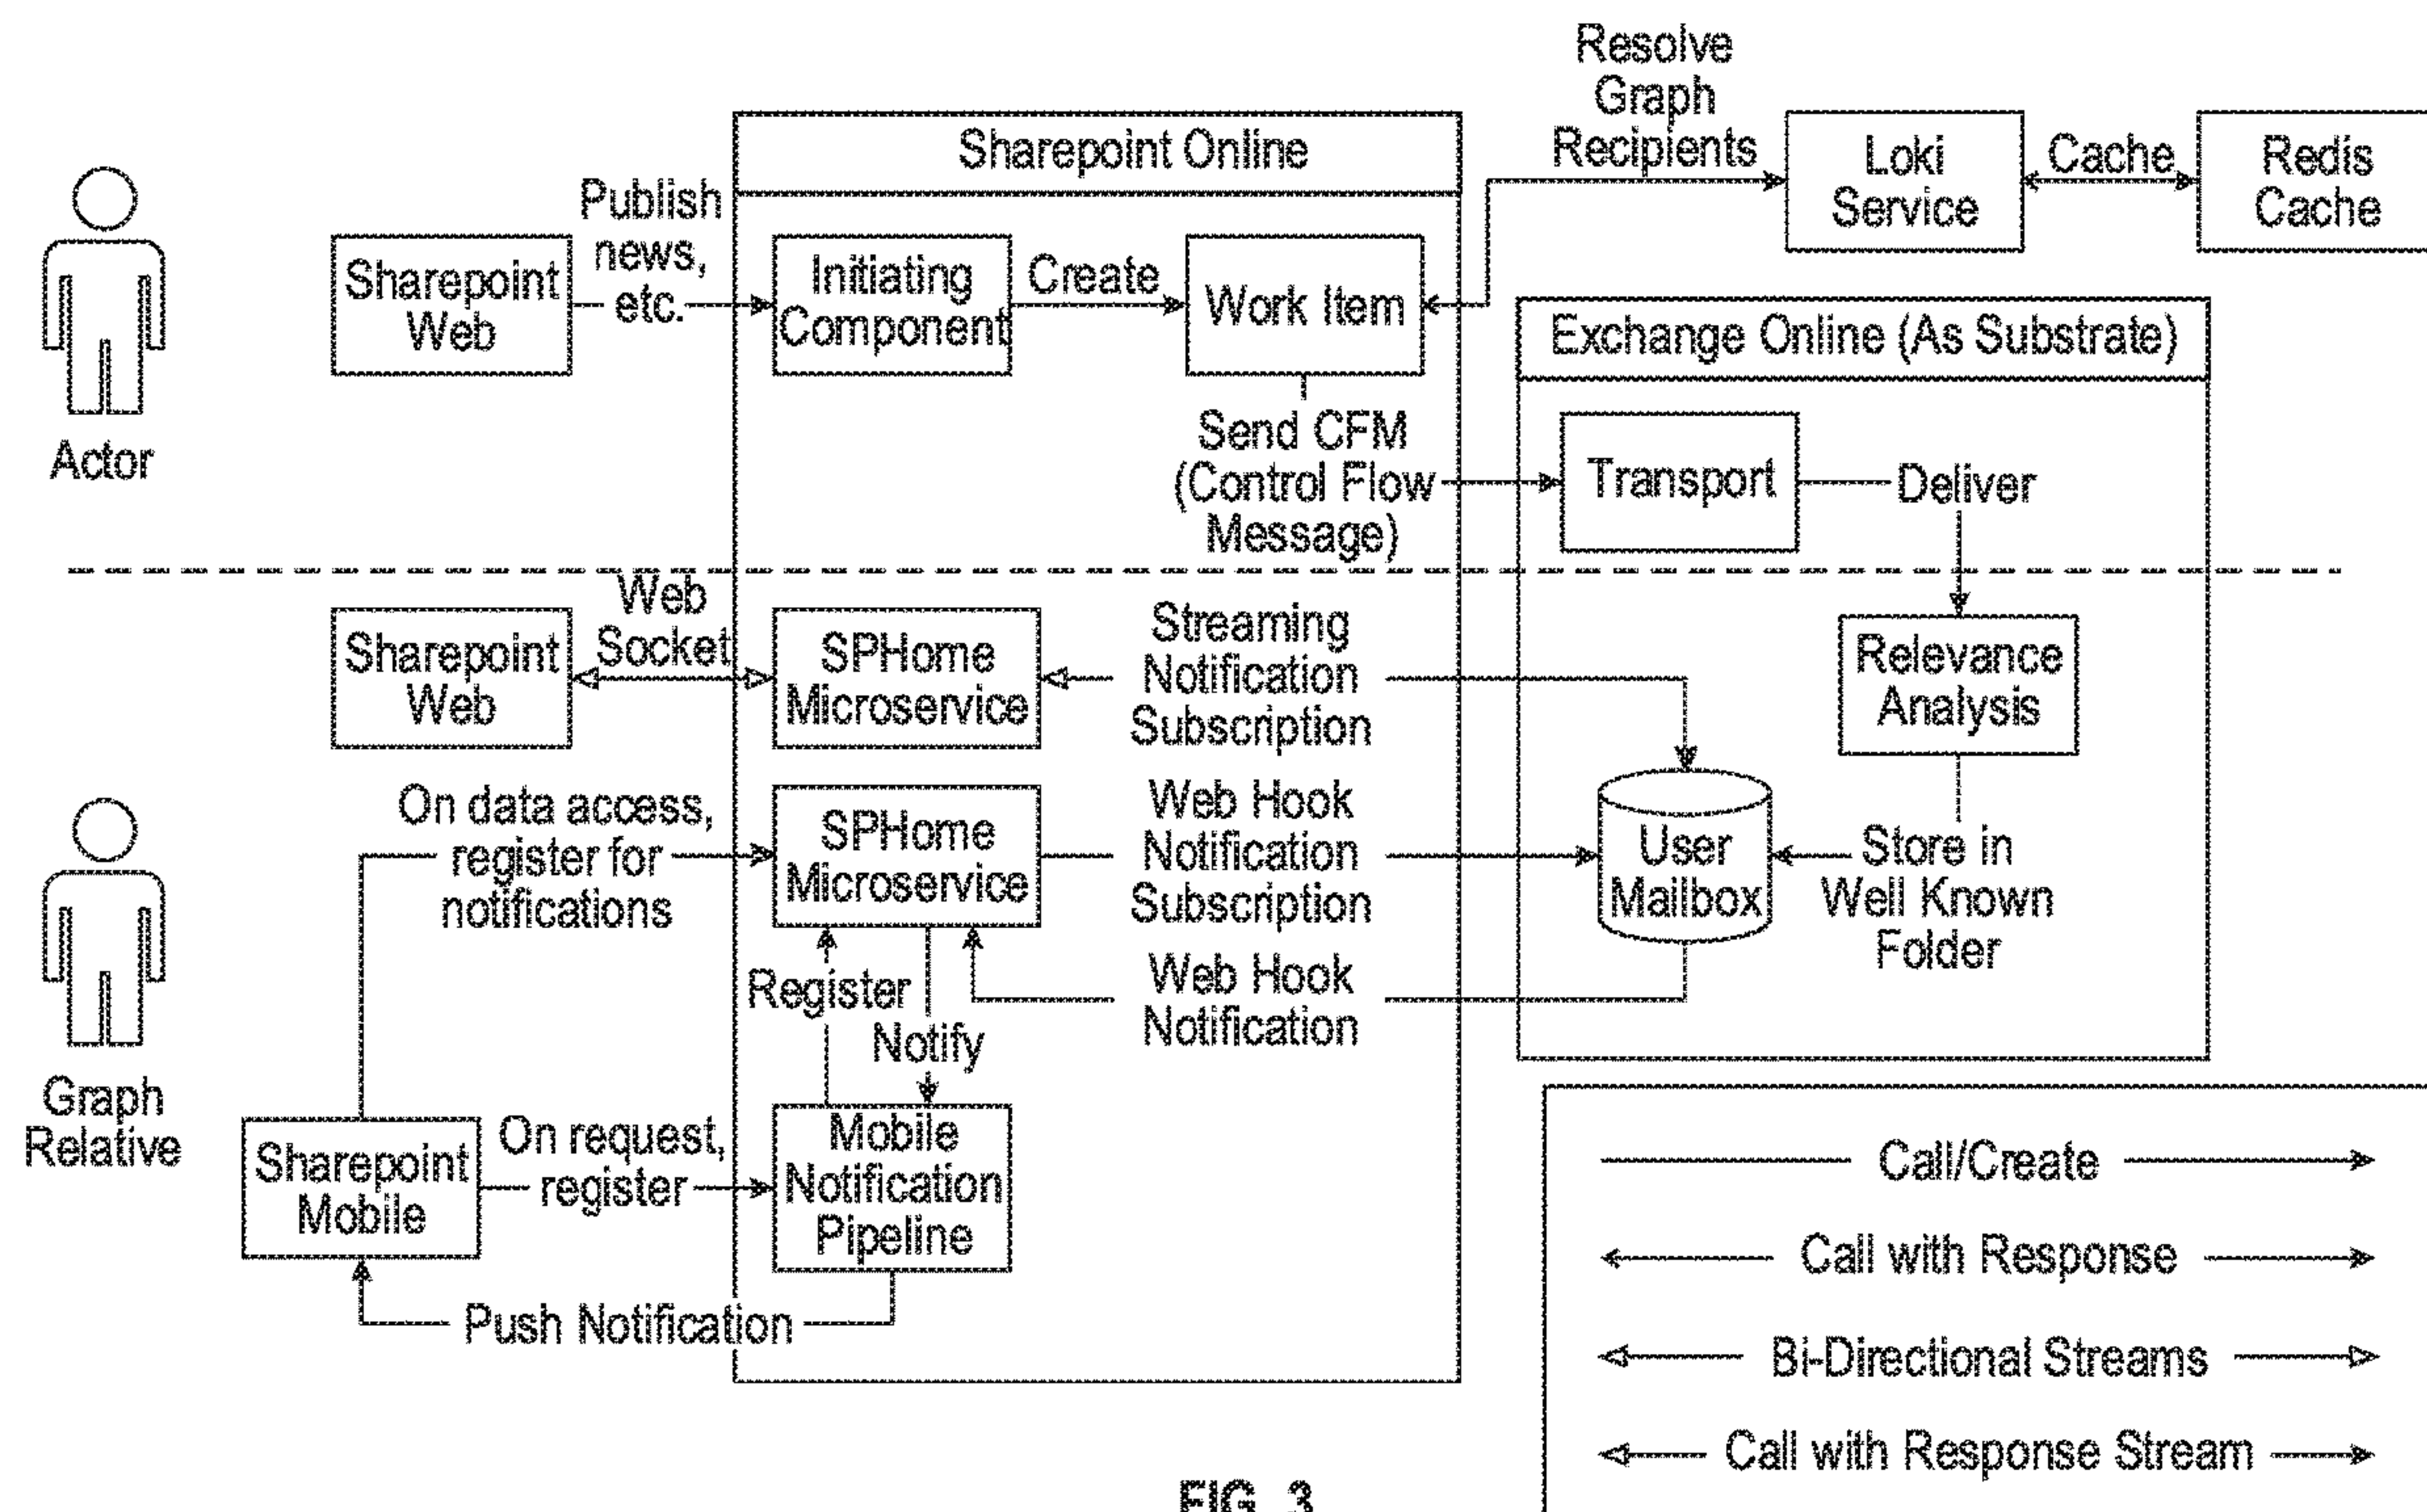 Resolve
Graph
Recipients
Sharepoint Online
Loki
Service
Cache
Redis
Cache
Publish
news,
etc.
Sharepoint
Web
Initiating
Component
Create
Work Item
Exchange Online (As Substrate)
Actor
Send CFM
(Control Flow
Message)
Transport
Deliver
Web
Socket
Sharepoint
Web
SPHome
Microservice
Streaming
Notification
Subscription
Relevance
Analysis
On data access,
register for
notifications
SPHome
Microservice
Web Hook
Notification
Subscription
User
Mailbox
Store in
Well Known
Folder
Register
Notify
Web Hook
Notification
Graph
Relative
Sharepoint
Mobile
On request,
register
Mobile
Notification
Pipeline
Push Notification
Call/Create
Call with Response
Bi-Directional Streams
Call with Response Stream
FIG. 3